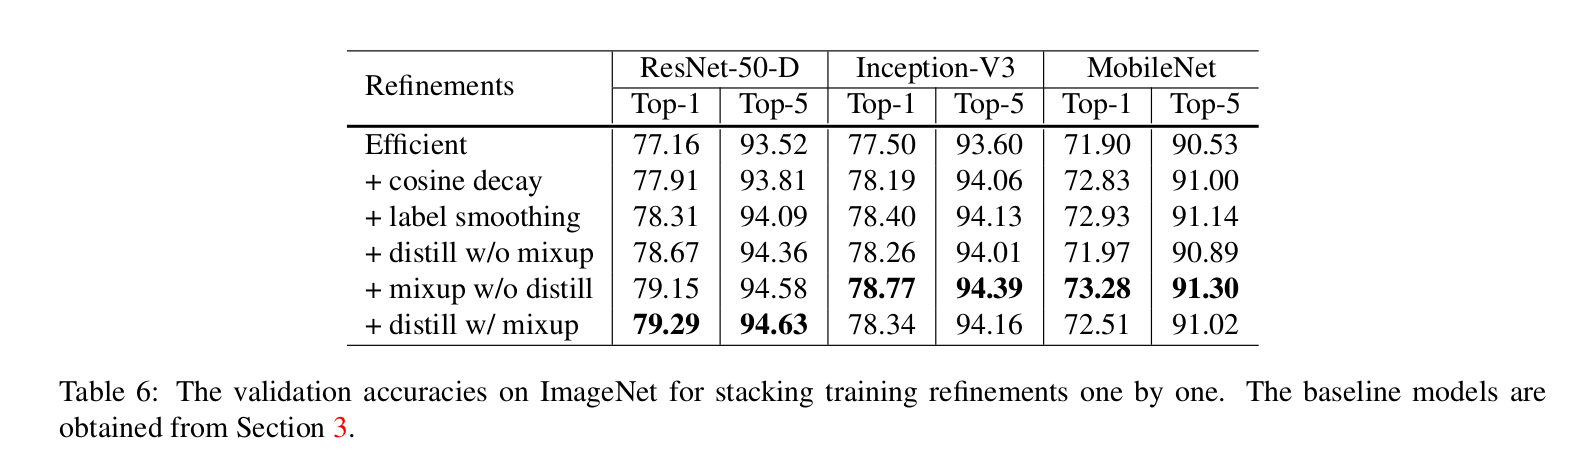 Refinements ResNet-50-D Inception-V3 MobileNet
Top-1 Top-5 Top-1 Top-5 Top-1 Top-5
Efficient 77.16 93.52 77.50 93.60 71.90 90.53
+ cosine decay 77.91 93.81 78.19 94.06 72.83 91.00
+ label smoothing 78.31 94.09 78.40 94.13 72.93 91.14
+ distill w/o mixup 78.67 94.36 78.26 94.01 71.97 90.89
+ mixup w/o distill 79.15 94.58 78.77 94.39 73.28 91.30
+ distill w/ mixup 79.29 94.63 78.34 94.16 72.51 91.02
Table 6: The validation accuracies on ImageNet for stacking training refinements one by one. The baseline models are
obtained from Section 3.